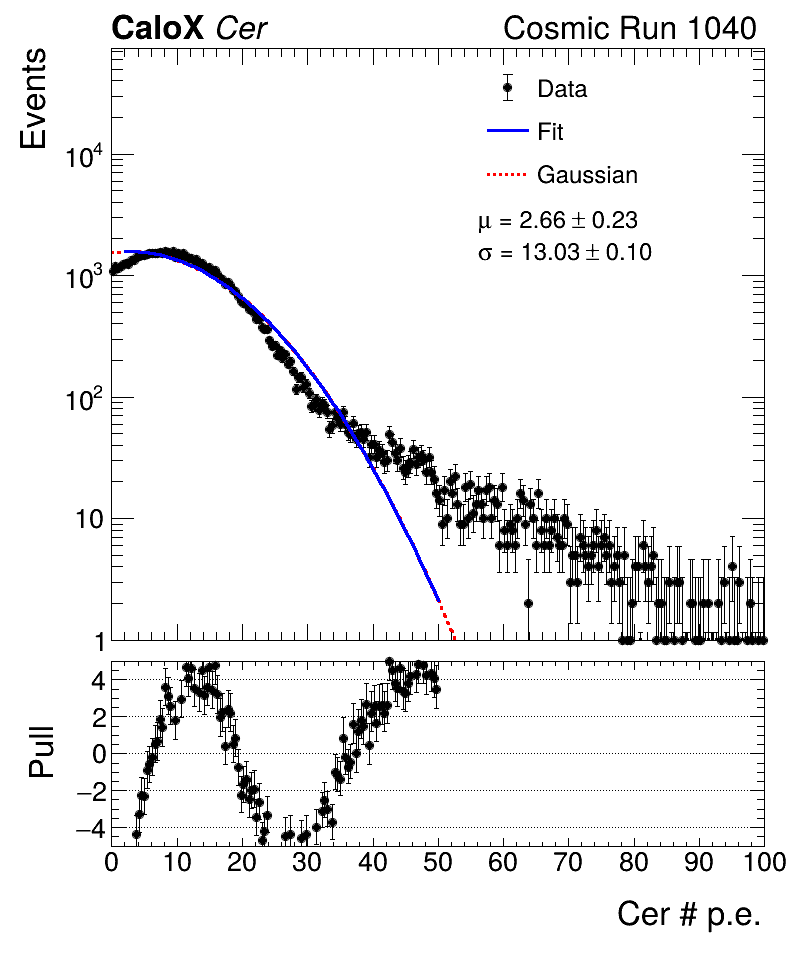 CaloX Cer Cosmic Run 1040
Events
10⁴
10³
10²
10
1
Data
Fit
Gaussian
μ = 2.66 ± 0.23
σ = 13.03 ± 0.10
Pull
4
2
0
−2
−4
0 10 20 30 40 50 60 70 80 90 100
Cer # p.e.